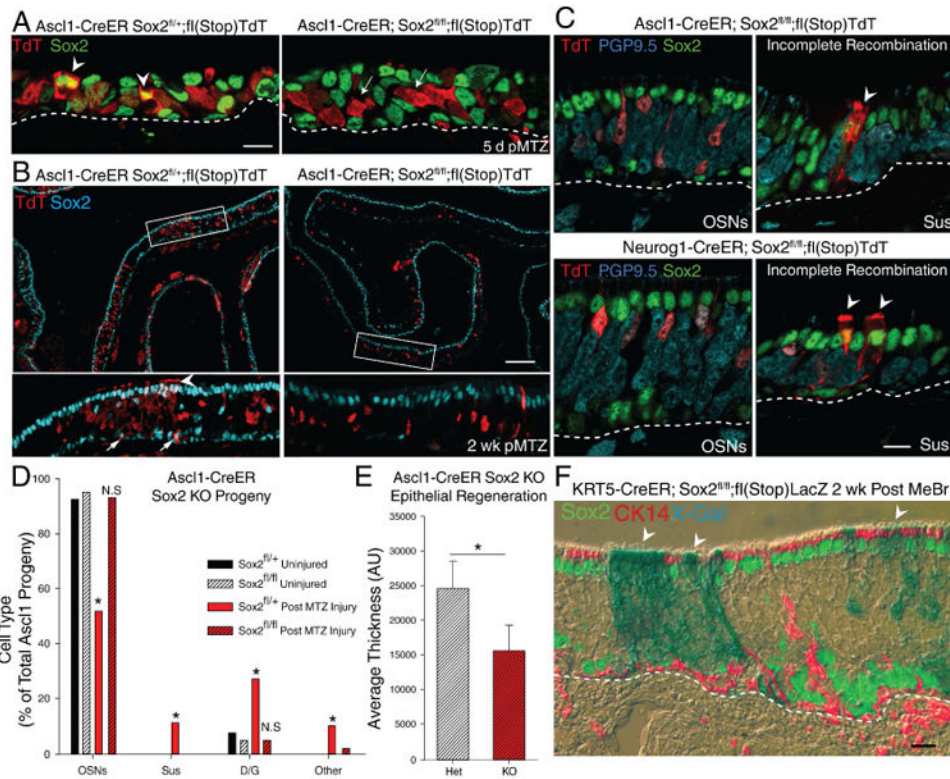 A
Ascl1-CreER Sox2fl/+;fl(Stop)TdT
Ascl1-CreER; Sox2fl/fl;fl(Stop)TdT
TdT Sox2
5 d pMTZ
B
Ascl1-CreER Sox2fl/+;fl(Stop)TdT
Ascl1-CreER; Sox2fl/fl;fl(Stop)TdT
TdT Sox2
2 wk pMTZ
C
Ascl1-CreER; Sox2fl/fl;fl(Stop)TdT
TdT PGP9.5 Sox2
Incomplete Recombination
OSNs
Sus
Neurog1-CreER; Sox2fl/fl;fl(Stop)TdT
TdT PGP9.5 Sox2
Incomplete Recombination
OSNs
Sus
D
Ascl1-CreER
Sox2 KO Progeny
Cell Type
(% of Total Ascl1 Progeny)
100
80
60
40
20
0
N.S
*
*
*
N.S
*
Sox2fl/+ Uninjured
Sox2fl/fl Uninjured
Sox2fl/+ Post MTZ Injury
Sox2fl/fl Post MTZ Injury
OSNs
Sus
D/G
Other
E
Ascl1-CreER Sox2 KO
Epithelial Regeneration
Average Thickness (AU)
35000
30000
25000
20000
15000
10000
5000
0
*
Het
KO
F
KRT5-CreER; Sox2fl/fl;fl(Stop)LacZ 2 wk Post MeBr
Sox2 CK14 X-Gal